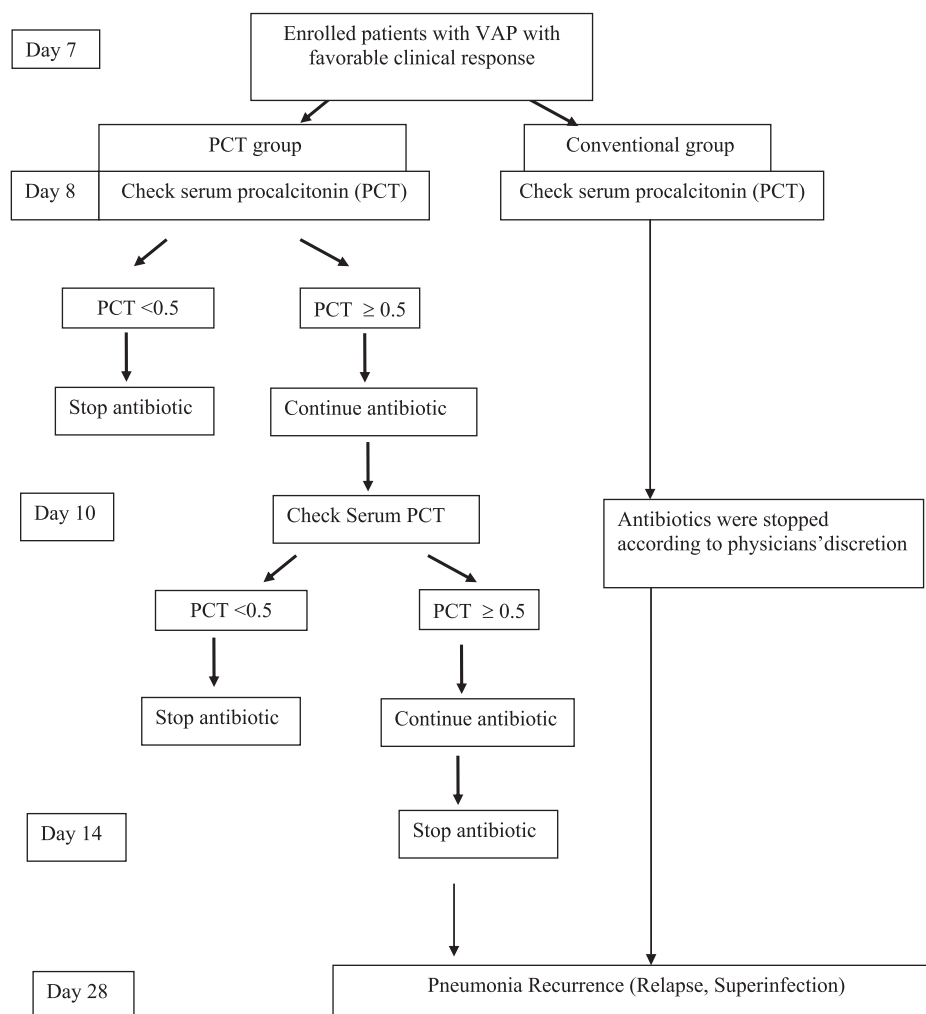 Day 7
Enrolled patients with VAP with
favorable clinical response
PCT group
Conventional group
Day 8
Check serum procalcitonin (PCT)
Check serum procalcitonin (PCT)
PCT <0.5
PCT ≥ 0.5
Stop antibiotic
Continue antibiotic
Day 10
Check Serum PCT
Antibiotics were stopped
according to physicians’discretion
PCT <0.5
PCT ≥ 0.5
Stop antibiotic
Continue antibiotic
Day 14
Stop antibiotic
Day 28
Pneumonia Recurrence (Relapse, Superinfection)